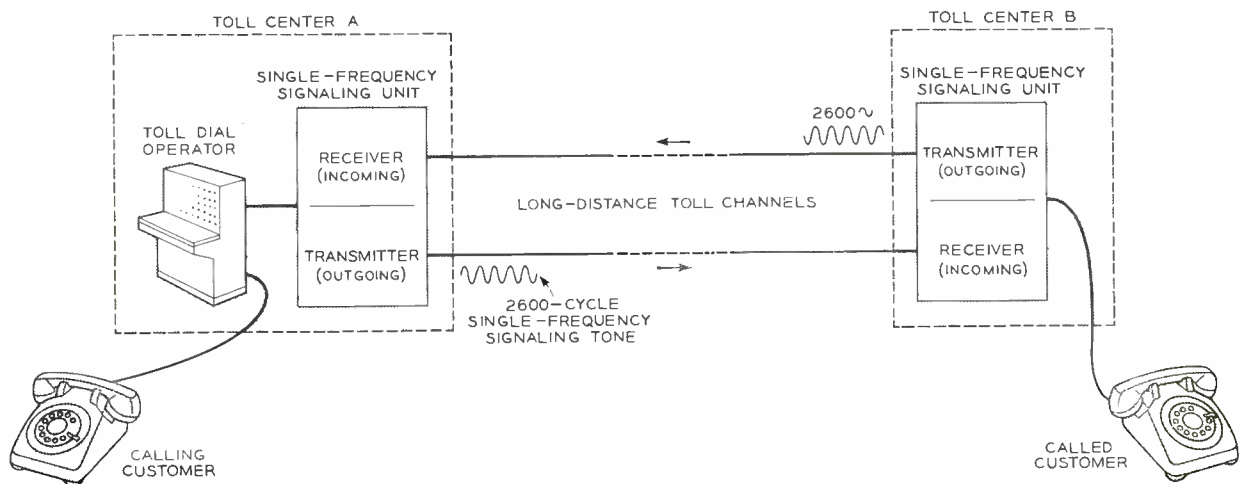 TOLL CENTER A
SINGLE-FREQUENCY
SIGNALING UNIT
TOLL DIAL
OPERATOR
RECEIVER
(INCOMING)
TRANSMITTER
(OUTGOING)
2600-CYCLE
SINGLE-FREQUENCY
SIGNALING TONE
CALLING
CUSTOMER
LONG-DISTANCE TOLL CHANNELS
2600~
TOLL CENTER B
SINGLE-FREQUENCY
SIGNALING UNIT
TRANSMITTER
(OUTGOING)
RECEIVER
(INCOMING)
CALLED
CUSTOMER